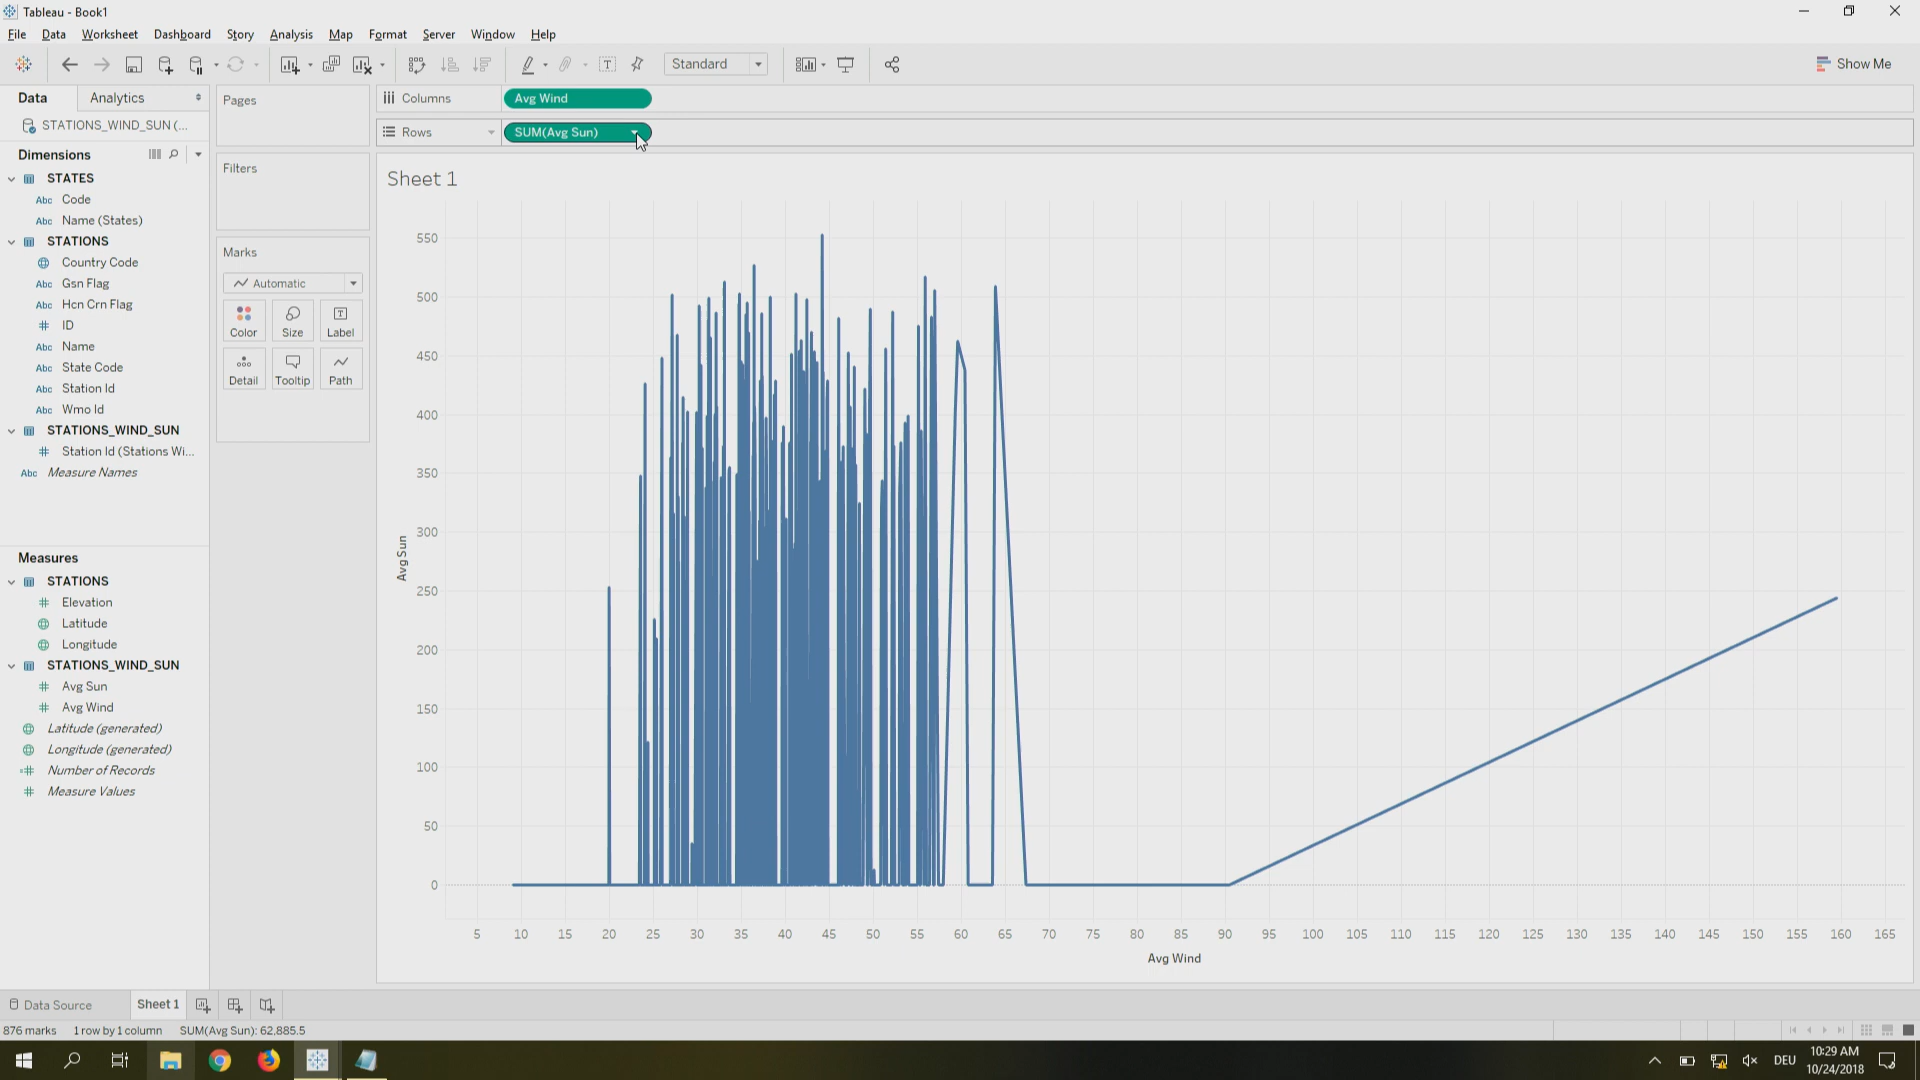 Tableau - Book1
File Data Worksheet Dashboard Story Analysis Map Format Server Window Help
Standard
Show Me
Data Analytics
STATIONS_WIND_SUN (...
Dimensions
STATES
Abc Code
Abc Name (States)
STATIONS
Country Code
Abc Gsn Flag
Abc Hcn Crn Flag
# ID
Abc Name
Abc State Code
Abc Station Id
Abc Wmo Id
STATIONS_WIND_SUN
# Station Id (Stations Wi...
Abc Measure Names
Measures
STATIONS
# Elevation
Latitude
Longitude
STATIONS_WIND_SUN
# Avg Sun
# Avg Wind
Latitude (generated)
Longitude (generated)
=# Number of Records
# Measure Values
Pages
Filters
Marks
Automatic
Color Size Label
Detail Tooltip Path
Columns Avg Wind
Rows SUM(Avg Sun)
Sheet 1
550
500
450
400
350
300
250
200
150
100
50
0
Avg Sun
5 10 15 20 25 30 35 40 45 50 55 60 65 70 75 80 85 90 95 100 105 110 115 120 125 130 135 140 145 150 155 160 165
Avg Wind
Data Source Sheet 1
876 marks 1 row by 1 column SUM(Avg Sun): 62,885.5
DEU
10:29 AM
10/24/2018